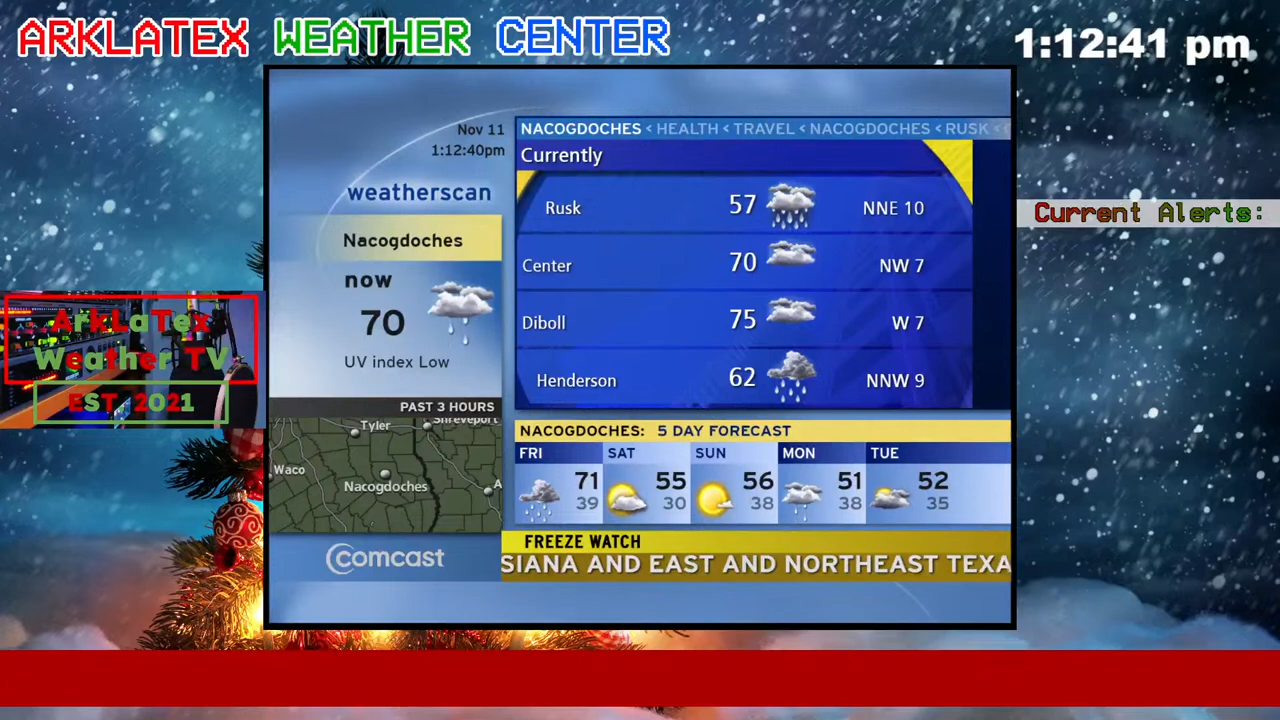 ARKLATEX WEATHER CENTER
1:12:41 pm
Nov 11
1:12:40pm
weatherscan
Nacogdoches
now
70
UV index Low
PAST 3 HOURS
Tyler
Shreveport
Waco
Nacogdoches
A
comcast
NACOGDOCHES < HEALTH < TRAVEL < NACOGDOCHES < RUSK <
Currently
Rusk 57 NNE 10
Center 70 NW 7
Diboll 75 W 7
Henderson 62 NNW 9
NACOGDOCHES: 5 DAY FORECAST
FRI SAT SUN MON TUE
71 55 56 51 52
39 30 38 38 35
FREEZE WATCH
SIANA AND EAST AND NORTHEAST TEXA
Current Alerts:
ArkLaTex
Weather TV
EST 2021